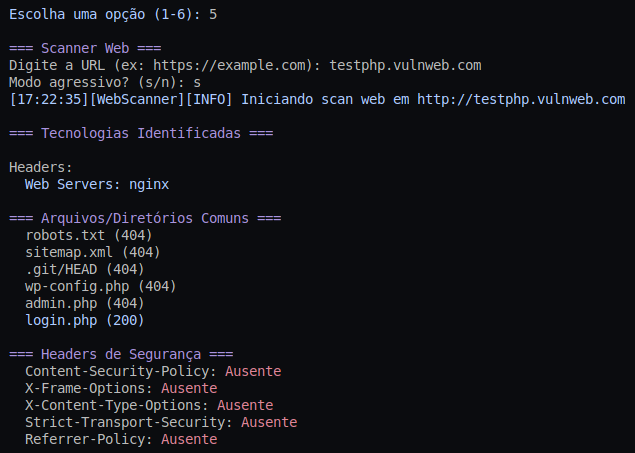 Escolha uma opção (1-6): 5
=== Scanner Web ===
Digite a URL (ex: https://example.com): testphp.vulnweb.com
Modo agressivo? (s/n): s
[17:22:35][WebScanner][INFO] Iniciando scan web em http://testphp.vulnweb.com
=== Tecnologias Identificadas ===
Headers:
Web Servers: nginx
=== Arquivos/Diretórios Comuns ===
robots.txt (404)
sitemap.xml (404)
.git/HEAD (404)
wp-config.php (404)
admin.php (404)
login.php (200)
=== Headers de Segurança ===
Content-Security-Policy: Ausente
X-Frame-Options: Ausente
X-Content-Type-Options: Ausente
Strict-Transport-Security: Ausente
Referrer-Policy: Ausente